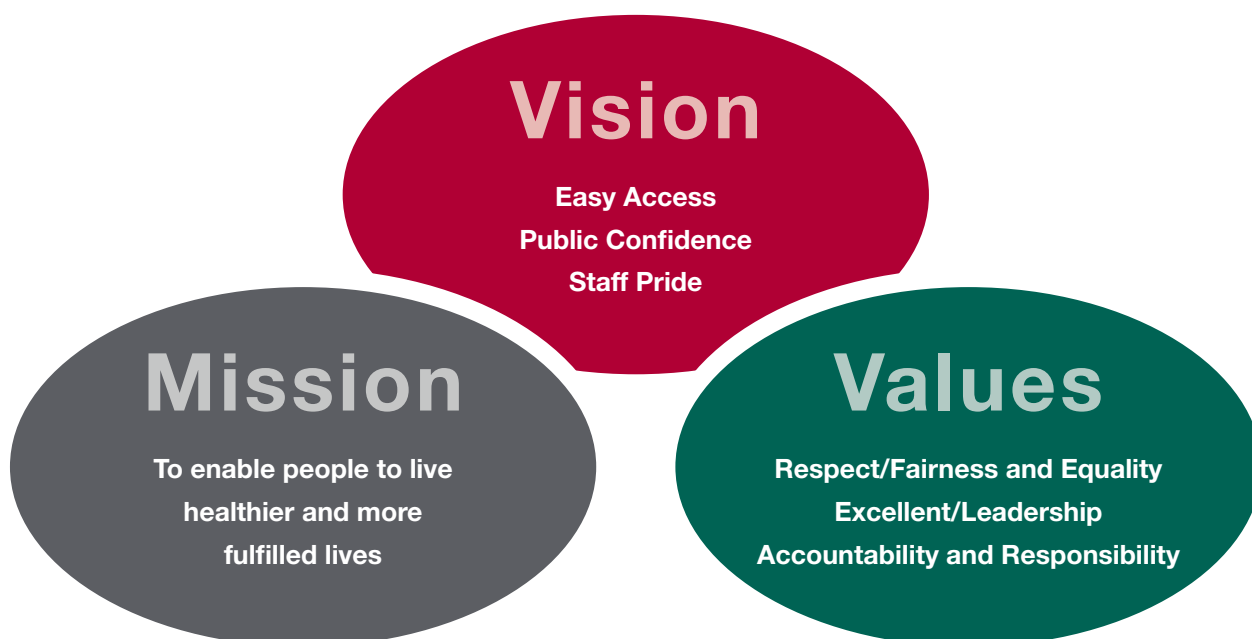 Vision
Easy Access
Public Confidence
Staff Pride
Mission
To enable people to live
healthier and more
fulfilled lives
Values
Respect/Fairness and Equality
Excellent/Leadership
Accountability and Responsibility